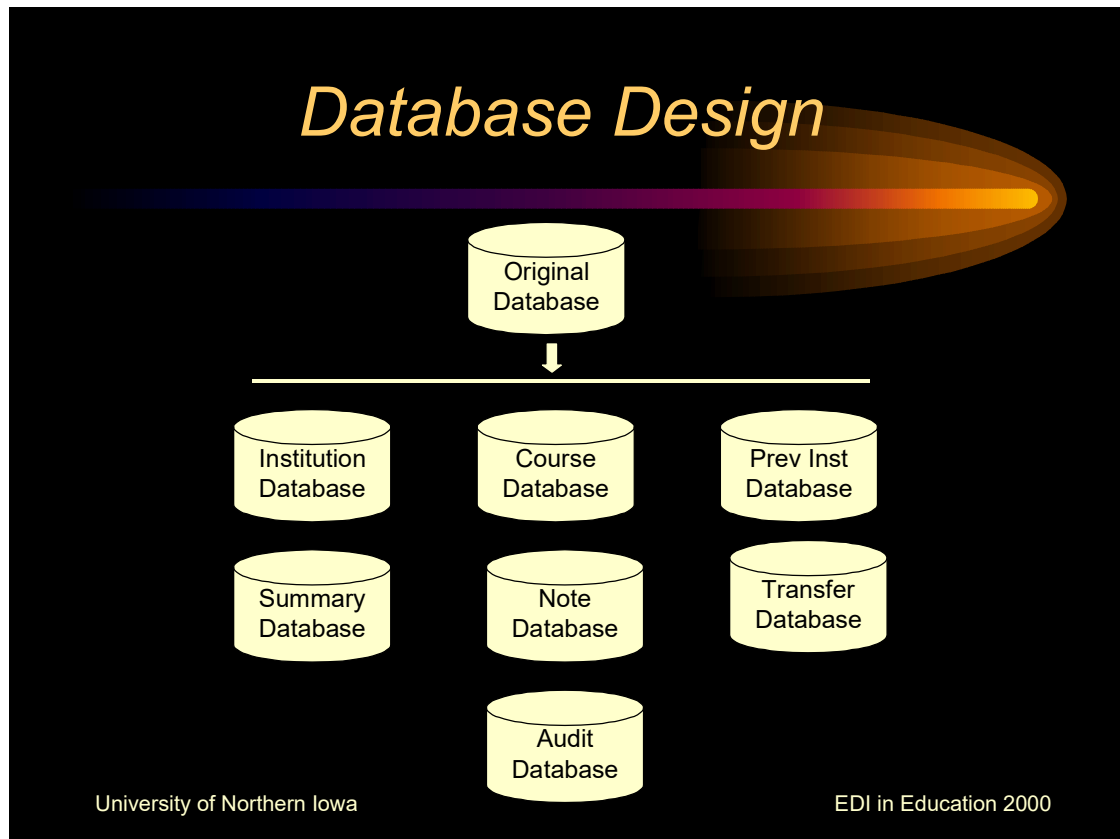 Database Design
Original
Database
Institution
Database
Course
Database
Prev Inst
Database
Summary
Database
Note
Database
Transfer
Database
Audit
Database
University of Northern Iowa
EDI in Education 2000